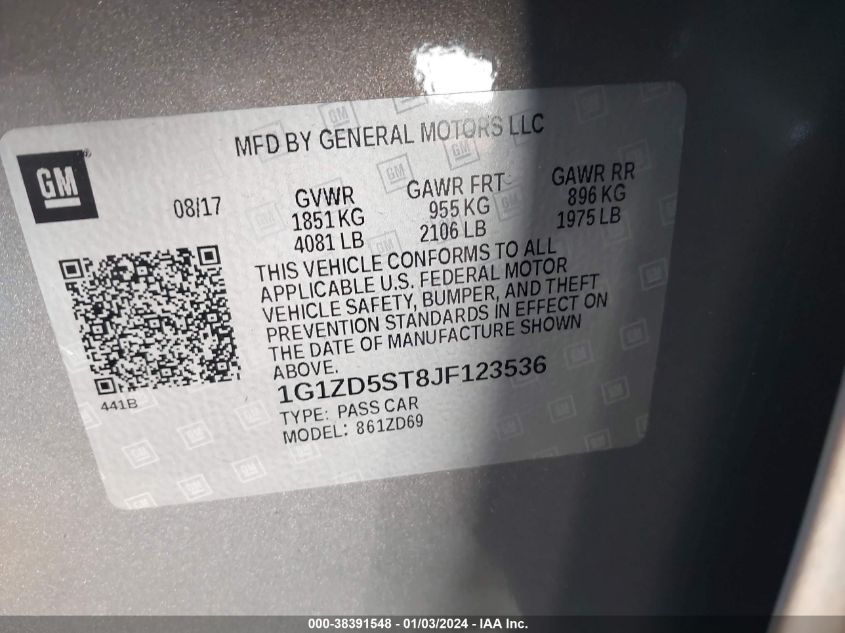 MFD BY GENERAL MOTORS LLC
GM
08/17
GVWR
1851 KG
4081 LB
GAWR FRT
955 KG
2106 LB
GAWR RR
896 KG
1975 LB
THIS VEHICLE CONFORMS TO ALL
APPLICABLE U.S. FEDERAL MOTOR
VEHICLE SAFETY, BUMPER, AND THEFT
PREVENTION STANDARDS IN EFFECT ON
THE DATE OF MANUFACTURE SHOWN
ABOVE.
441B
1G1ZD5ST8JF123536
TYPE: PASS CAR
MODEL: 861ZD69
000-38391548 - 01/03/2024 - IAA Inc.